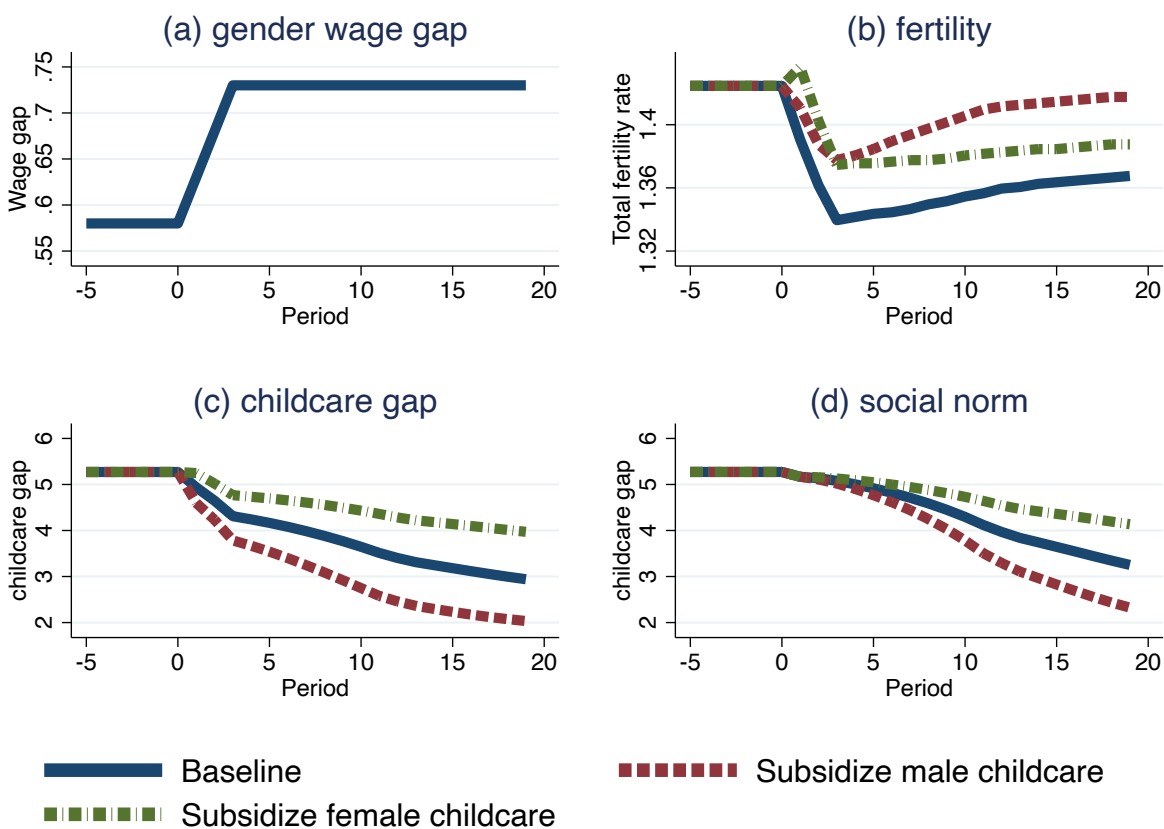 (a) gender wage gap
Wage gap
.75
.7
.65
.6
.55
-5 0 5 10 15 20
Period
(b) fertility
Total fertility rate
1.4
1.36
1.32
-5 0 5 10 15 20
Period
(c) childcare gap
childcare gap
6
5
4
3
2
-5 0 5 10 15 20
Period
(d) social norm
childcare gap
6
5
4
3
2
-5 0 5 10 15 20
Period
Baseline
Subsidize male childcare
Subsidize female childcare